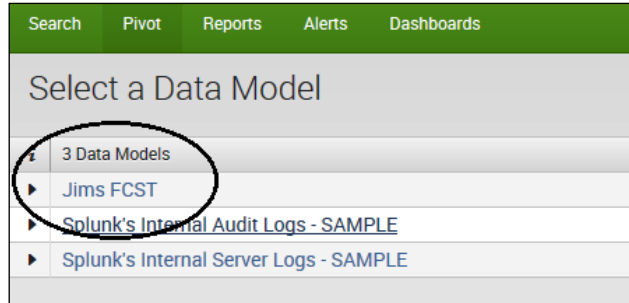 Search Pivot Reports Alerts Dashboards
Select a Data Model
i 3 Data Models
Jims FCST
Splunk's Internal Audit Logs - SAMPLE
Splunk's Internal Server Logs - SAMPLE